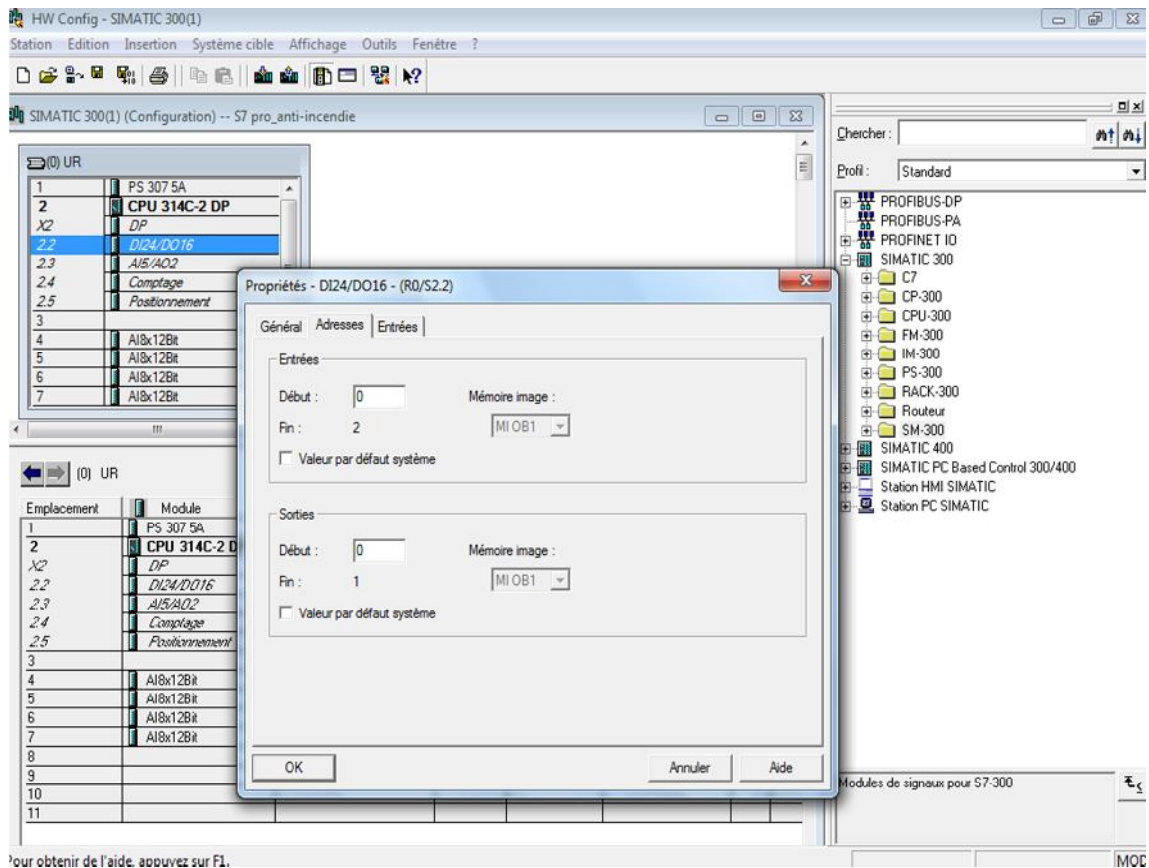 HW Config - SIMATIC 300(1)
Station Edition Insertion Système cible Affichage Outils Fenêtre ?
SIMATIC 300(1) (Configuration) -- S7 pro_anti-incendie
(0) UR
1 PS 307 5A
2 CPU 314C-2 DP
X2 DP
2.2 DI24/DO16
2.3 AI5/AO2
2.4 Comptage
2.5 Positionnement
3
4 AI8x12Bit
5 AI8x12Bit
6 AI8x12Bit
7 AI8x12Bit
(0) UR
Emplacement Module
1 PS 307 5A
2 CPU 314C-2 D
X2 DP
2.2 DI24/DO16
2.3 AI5/AO2
2.4 Comptage
2.5 Positionnement
3
4 AI8x12Bit
5 AI8x12Bit
6 AI8x12Bit
7 AI8x12Bit
8
9
10
11
Propriétés - DI24/DO16 - (R0/S2.2)
Général Adresses Entrées
Entrées
Début : 0 Mémoire image :
Fin : 2 MI OB1
Valeur par défaut système
Sorties
Début : 0 Mémoire image :
Fin : 1 MI OB1
Valeur par défaut système
OK Annuler Aide
Chercher :
Profil : Standard
PROFIBUS-DP
PROFIBUS-PA
PROFINET IO
SIMATIC 300
C7
CP-300
CPU-300
FM-300
IM-300
PS-300
RACK-300
Routeur
SM-300
SIMATIC 400
SIMATIC PC Based Control 300/400
Station HMI SIMATIC
Station PC SIMATIC
Modules de signaux pour S7-300
Pour obtenir de l'aide, appuyez sur F1.
MOD